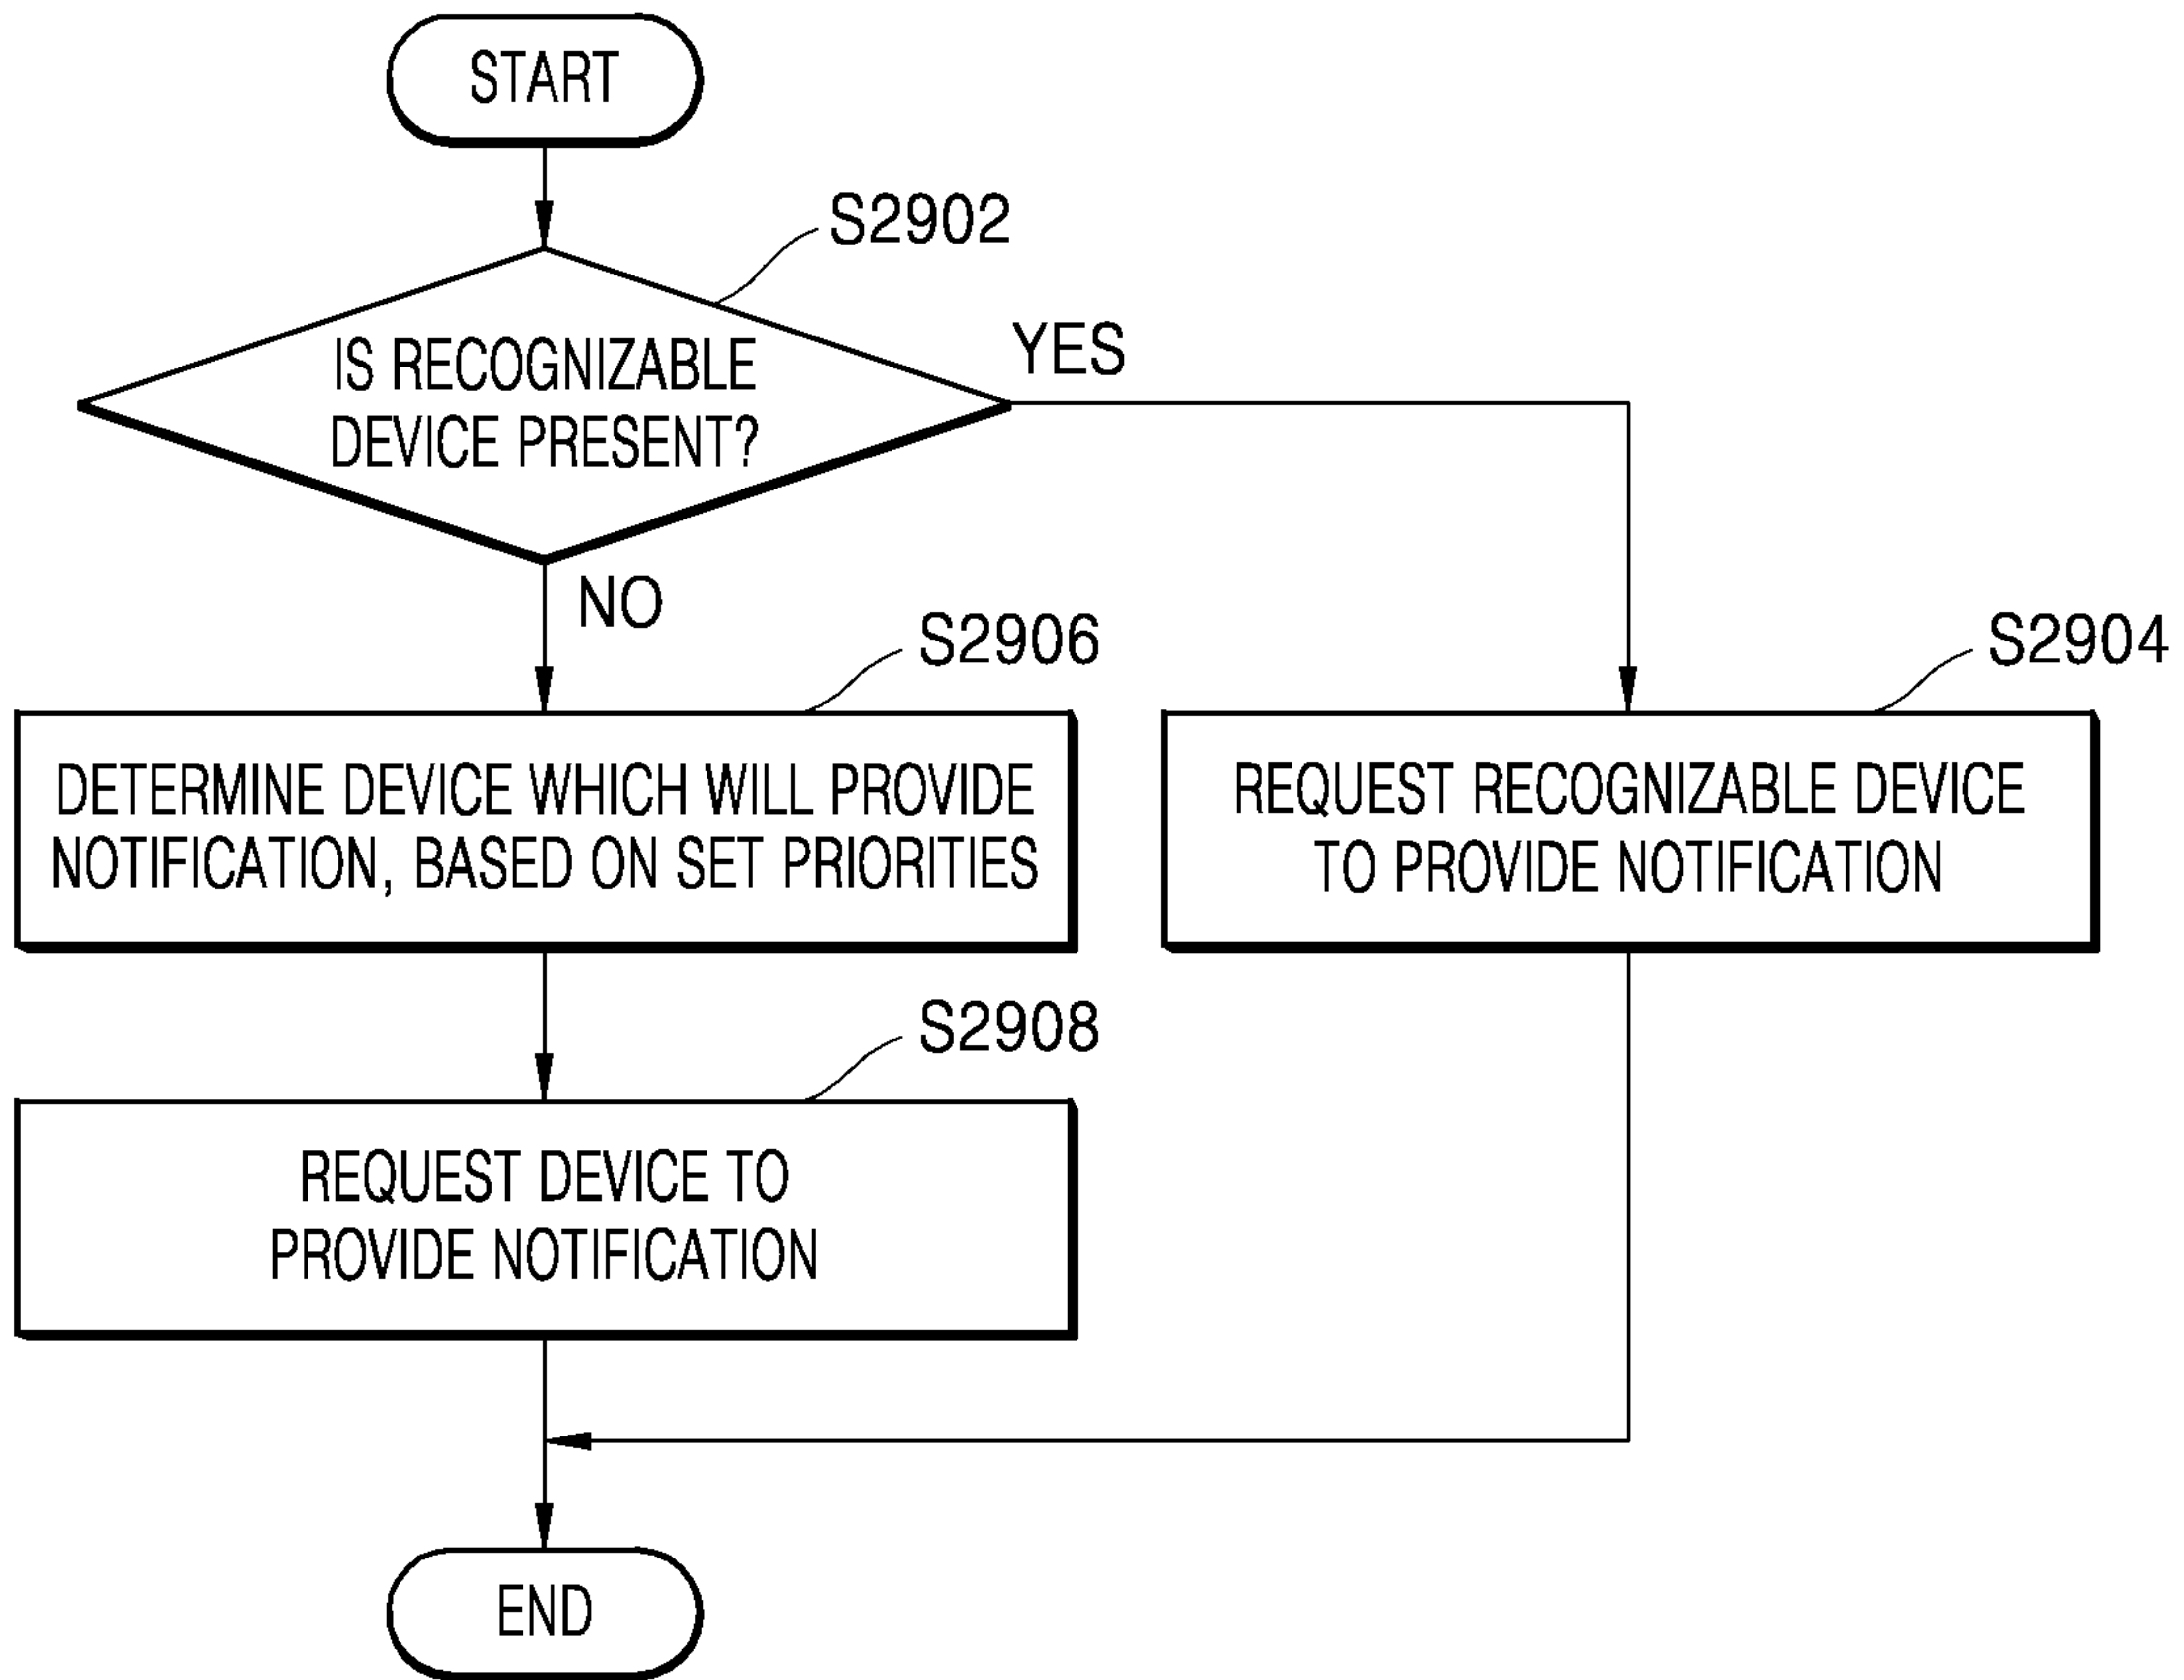 START
S2902
IS RECOGNIZABLE
DEVICE PRESENT?
YES
NO
S2906
S2904
DETERMINE DEVICE WHICH WILL PROVIDE
NOTIFICATION, BASED ON SET PRIORITIES
REQUEST RECOGNIZABLE DEVICE
TO PROVIDE NOTIFICATION
S2908
REQUEST DEVICE TO
PROVIDE NOTIFICATION
END